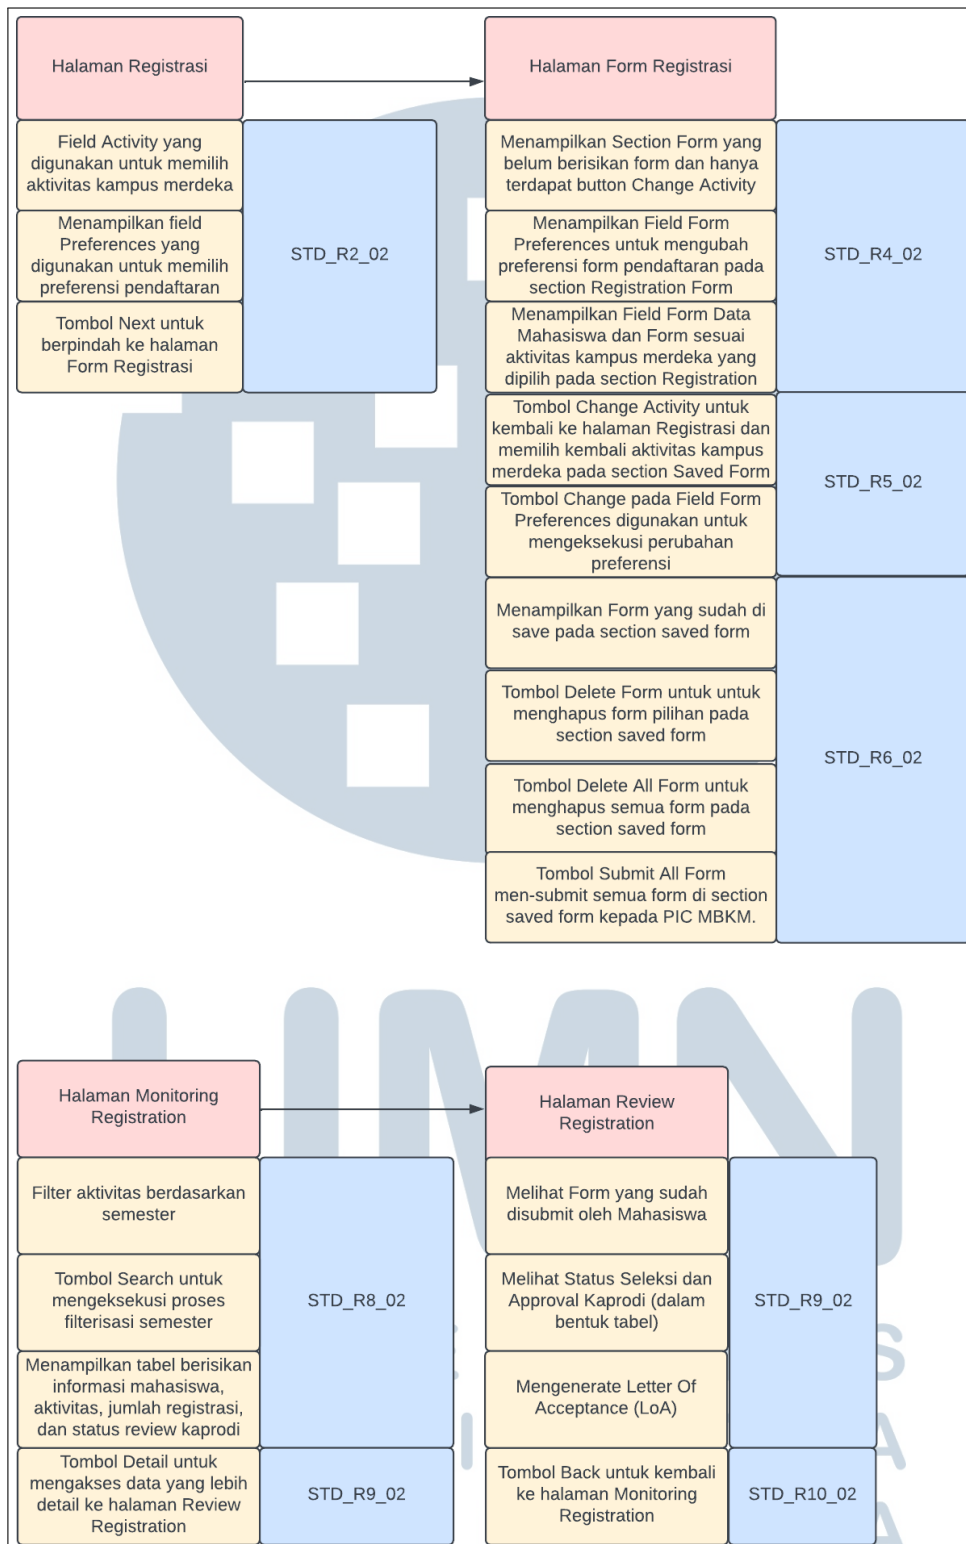 Halaman Registrasi
Field Activity yang
digunakan untuk memilih
aktivitas kampus merdeka
Menampilkan field
Preferences yang
digunakan untuk memilih
preferensi pendaftaran
Tombol Next untuk
berpindah ke halaman
Form Registrasi
STD_R2_02
Halaman Form Registrasi
Menampilkan Section Form yang
belum berisikan form dan hanya
terdapat button Change Activity
Menampilkan Field Form
Preferences untuk mengubah
preferensi form pendaftaran pada
section Registration Form
Menampilkan Field Form Data
Mahasiswa dan Form sesuai
aktivitas kampus merdeka yang
dipilih pada section Registration
STD_R4_02
Tombol Change Activity untuk
kembali ke halaman Registrasi dan
memilih kembali aktivitas kampus
merdeka pada section Saved Form
Tombol Change pada Field Form
Preferences digunakan untuk
mengeksekusi perubahan
preferensi
STD_R5_02
Menampilkan Form yang sudah di
save pada section saved form
Tombol Delete Form untuk untuk
menghapus form pilihan pada
section saved form
Tombol Delete All Form untuk
menghapus semua form pada
section saved form
Tombol Submit All Form
men-submit semua form di section
saved form kepada PIC MBKM.
STD_R6_02
Halaman Monitoring
Registration
Filter aktivitas berdasarkan
semester
Tombol Search untuk
mengeksekusi proses
filterisasi semester
Menampilkan tabel berisikan
informasi mahasiswa,
aktivitas, jumlah registrasi,
dan status review kaprodi
STD_R8_02
Tombol Detail untuk
mengakses data yang lebih
detail ke halaman Review
Registration
STD_R9_02
Halaman Review
Registration
Melihat Form yang sudah
disubmit oleh Mahasiswa
Melihat Status Seleksi dan
Approval Kaprodi (dalam
bentuk tabel)
Mengenerate Letter Of
Acceptance (LoA)
STD_R9_02
Tombol Back untuk kembali
ke halaman Monitoring
Registration
STD_R10_02